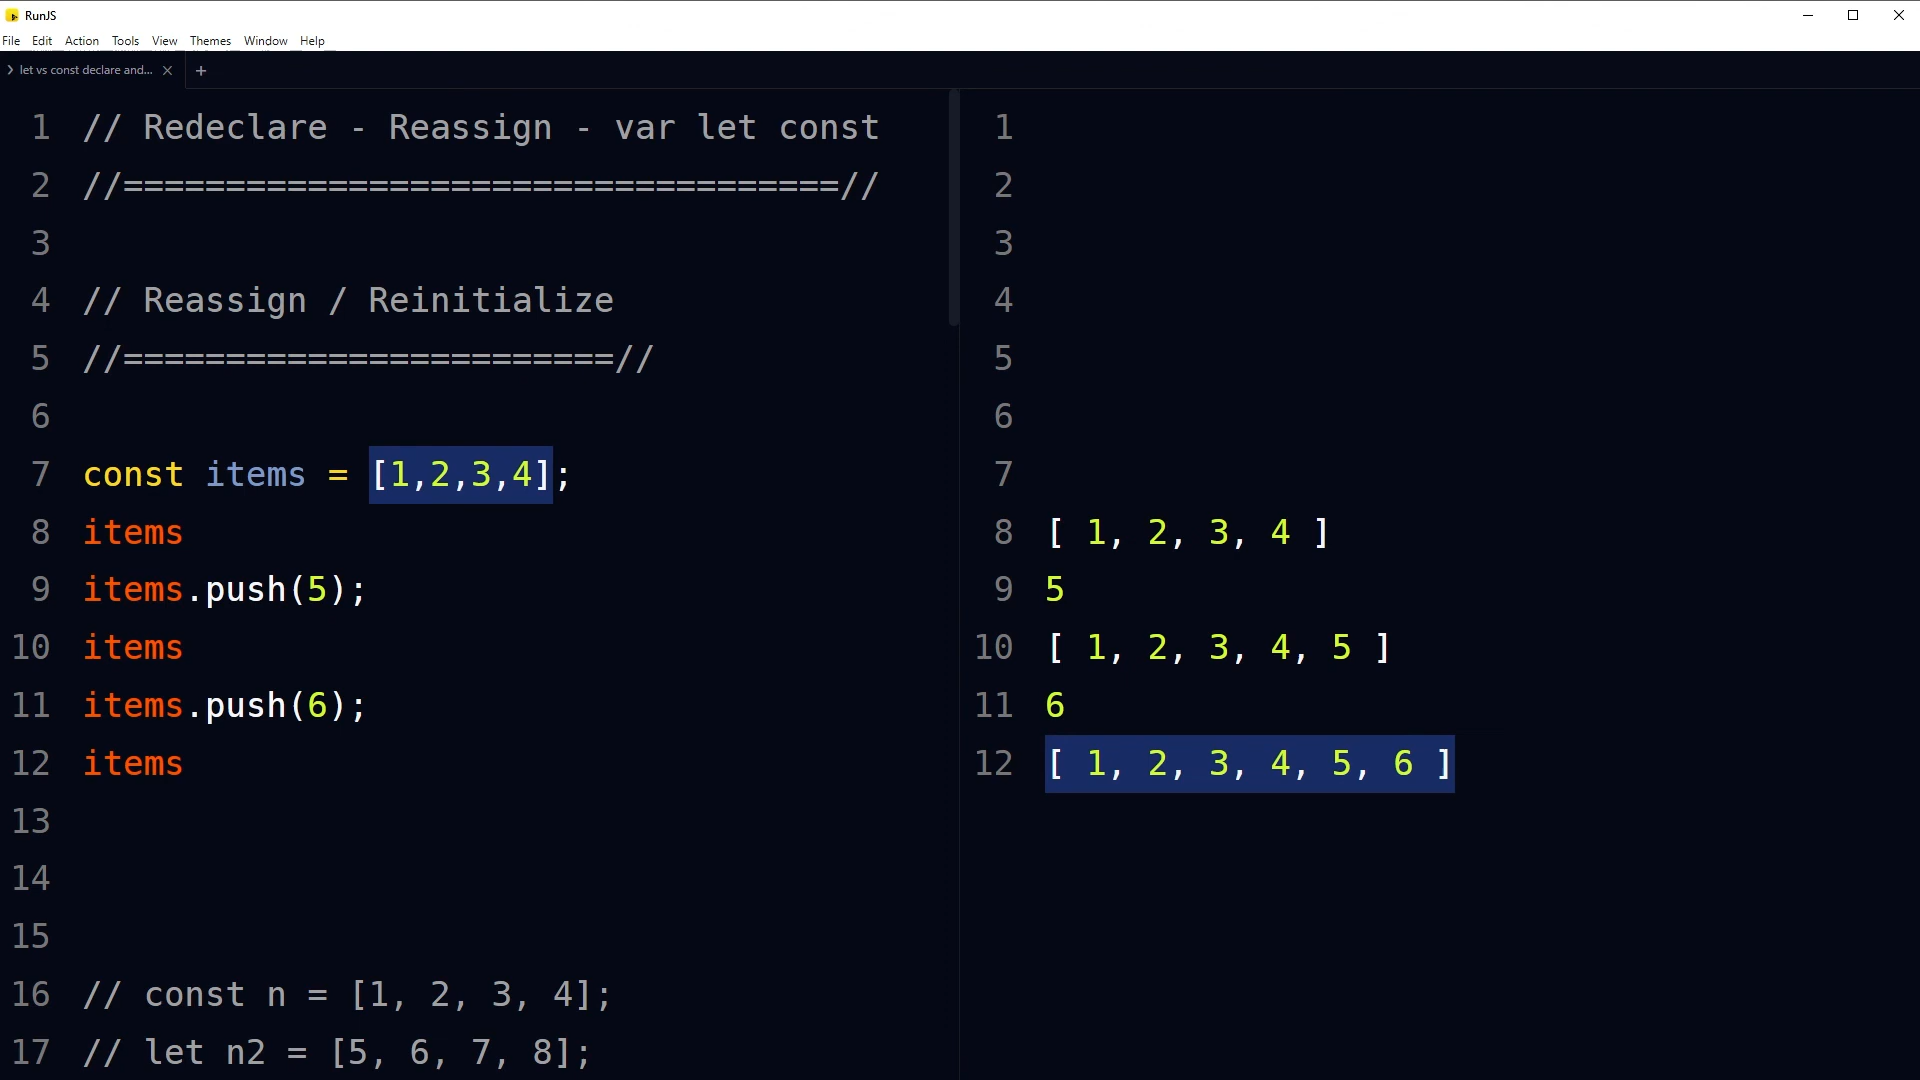 RunJS
File Edit Action Tools View Themes Window Help
let vs const declare and...
1 // Redeclare - Reassign - var let const
2 //===================================//
3
4 // Reassign / Reinitialize
5 //========================//
6
7 const items = [1,2,3,4];
8 items
9 items.push(5);
10 items
11 items.push(6);
12 items
13
14
15
16 // const n = [1, 2, 3, 4];
17 // let n2 = [5, 6, 7, 8];
1
2
3
4
5
6
7
8 [ 1, 2, 3, 4 ]
9 5
10 [ 1, 2, 3, 4, 5 ]
11 6
12 [ 1, 2, 3, 4, 5, 6 ]